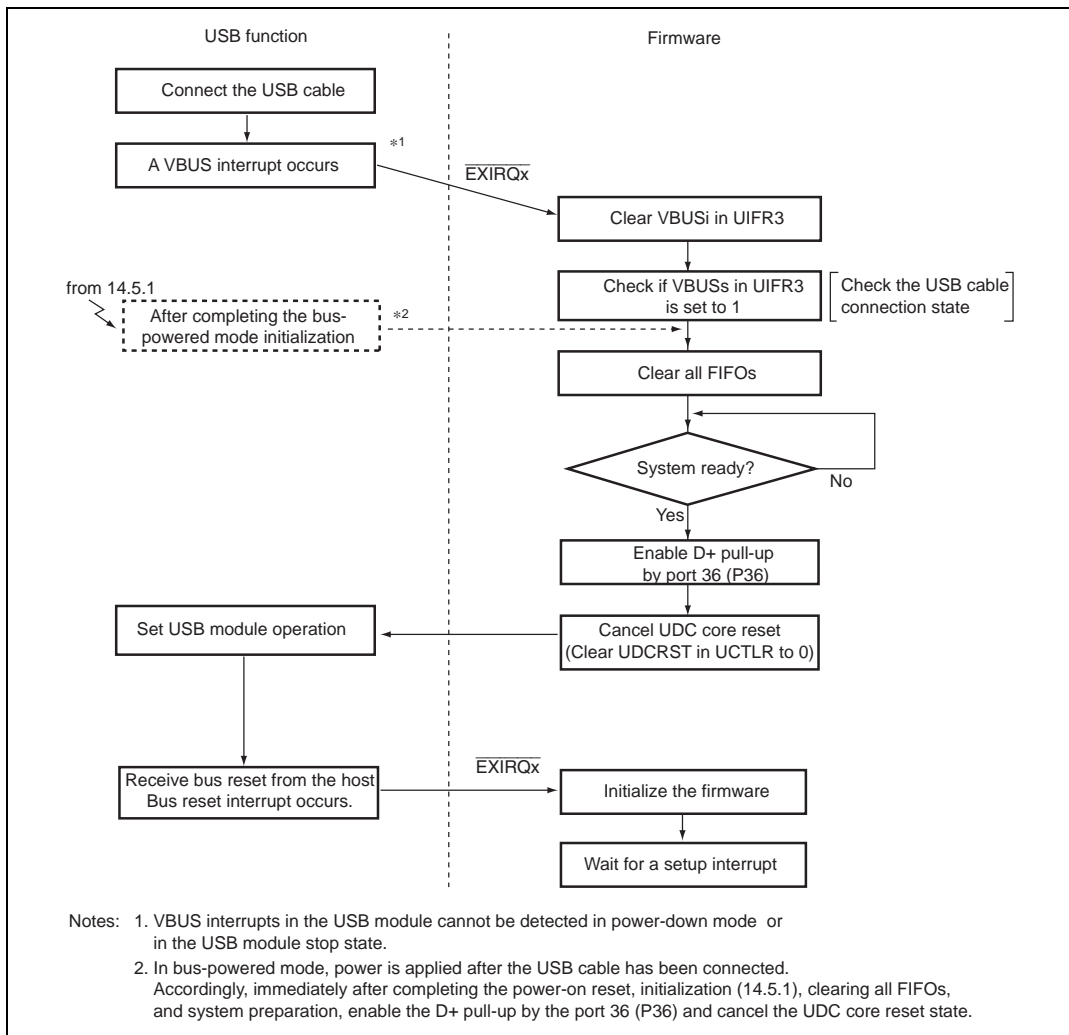 USB function
Firmware
Connect the USB cable
A VBUS interrupt occurs
*1
EXIRQx
Clear VBUSi in UIFR3
Check if VBUSs in UIFR3
is set to 1
Check the USB cable
connection state
from 14.5.1
After completing the bus-
powered mode initialization
*2
Clear all FIFOs
System ready?
No
Yes
Enable D+ pull-up
by port 36 (P36)
Cancel UDC core reset
(Clear UDCRST in UCTLR to 0)
Set USB module operation
Receive bus reset from the host
Bus reset interrupt occurs.
EXIRQx
Initialize the firmware
Wait for a setup interrupt
Notes: 1. VBUS interrupts in the USB module cannot be detected in power-down mode or
in the USB module stop state.
2. In bus-powered mode, power is applied after the USB cable has been connected.
Accordingly, immediately after completing the power-on reset, initialization (14.5.1), clearing all FIFOs,
and system preparation, enable the D+ pull-up by the port 36 (P36) and cancel the UDC core reset state.